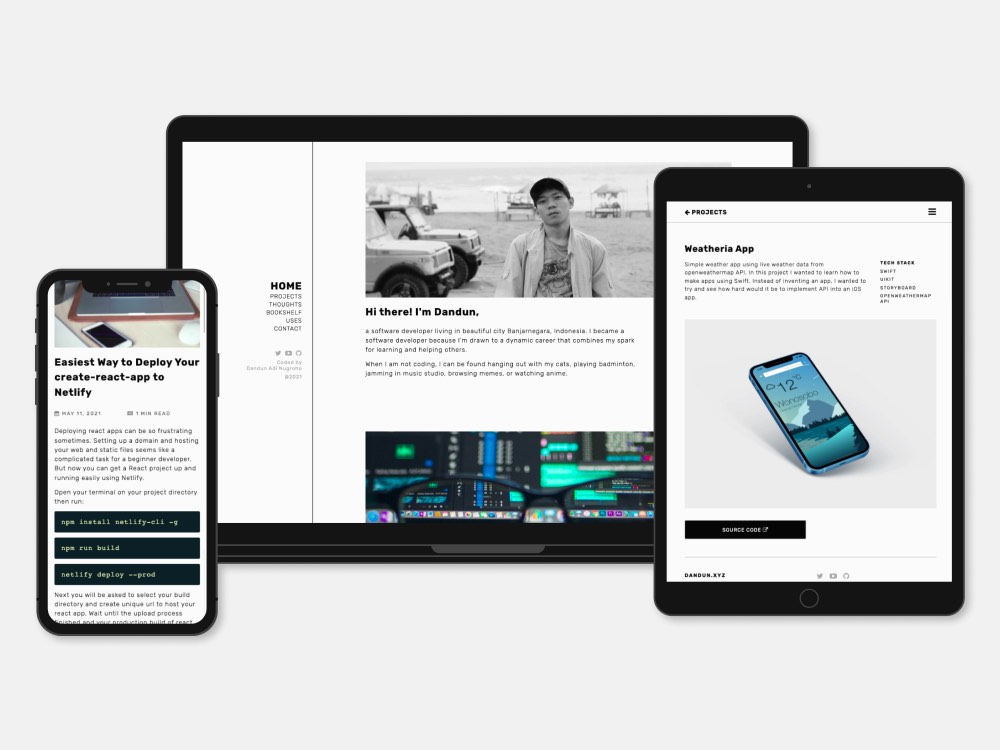 HOME
PROJECTS
THOUGHTS
BOOKSHELF
USES
CONTACT
Coded by
Dandun Adi Nugroho
@2021
Hi there! I'm Dandun,
a software developer living in beautiful city Banjarnegara, Indonesia. I became a
software developer because I'm drawn to a dynamic career that combines my spark
for learning and helping others.
When I am not coding, I can be found hanging out with my cats, playing badminton,
jamming in music studio, browsing memes, or watching anime.
Easiest Way to Deploy Your
create-react-app to
Netlify
MAY 11, 2021
1 MIN READ
Deploying react apps can be so frustrating
sometimes. Setting up a domain and hosting
your web and static files seems like a
complicated task for a beginner developer.
But now you can get a React project up and
running easily using Netlify.
Open your terminal on your project directory
then run:
npm install netlify-cli -g
npm run build
netlify deploy --prod
Next you will be asked to select your build
directory and create unique url to host your
react app. Wait until the upload process
finished and your production build of react
PROJECTS
Weatheria App
Simple weather app using live weather data from
openweathermap API. In this project I wanted to learn how to
make apps using Swift. Instead of inventing an app, I wanted to
try and see how hard would it be to implement API into an iOS
app.
TECH STACK
SWIFT
UIKIT
STORYBOARD
OPENWEATHERMAP
API
12°C
Wonosobo
SOURCE CODE
DANDUN.XYZ